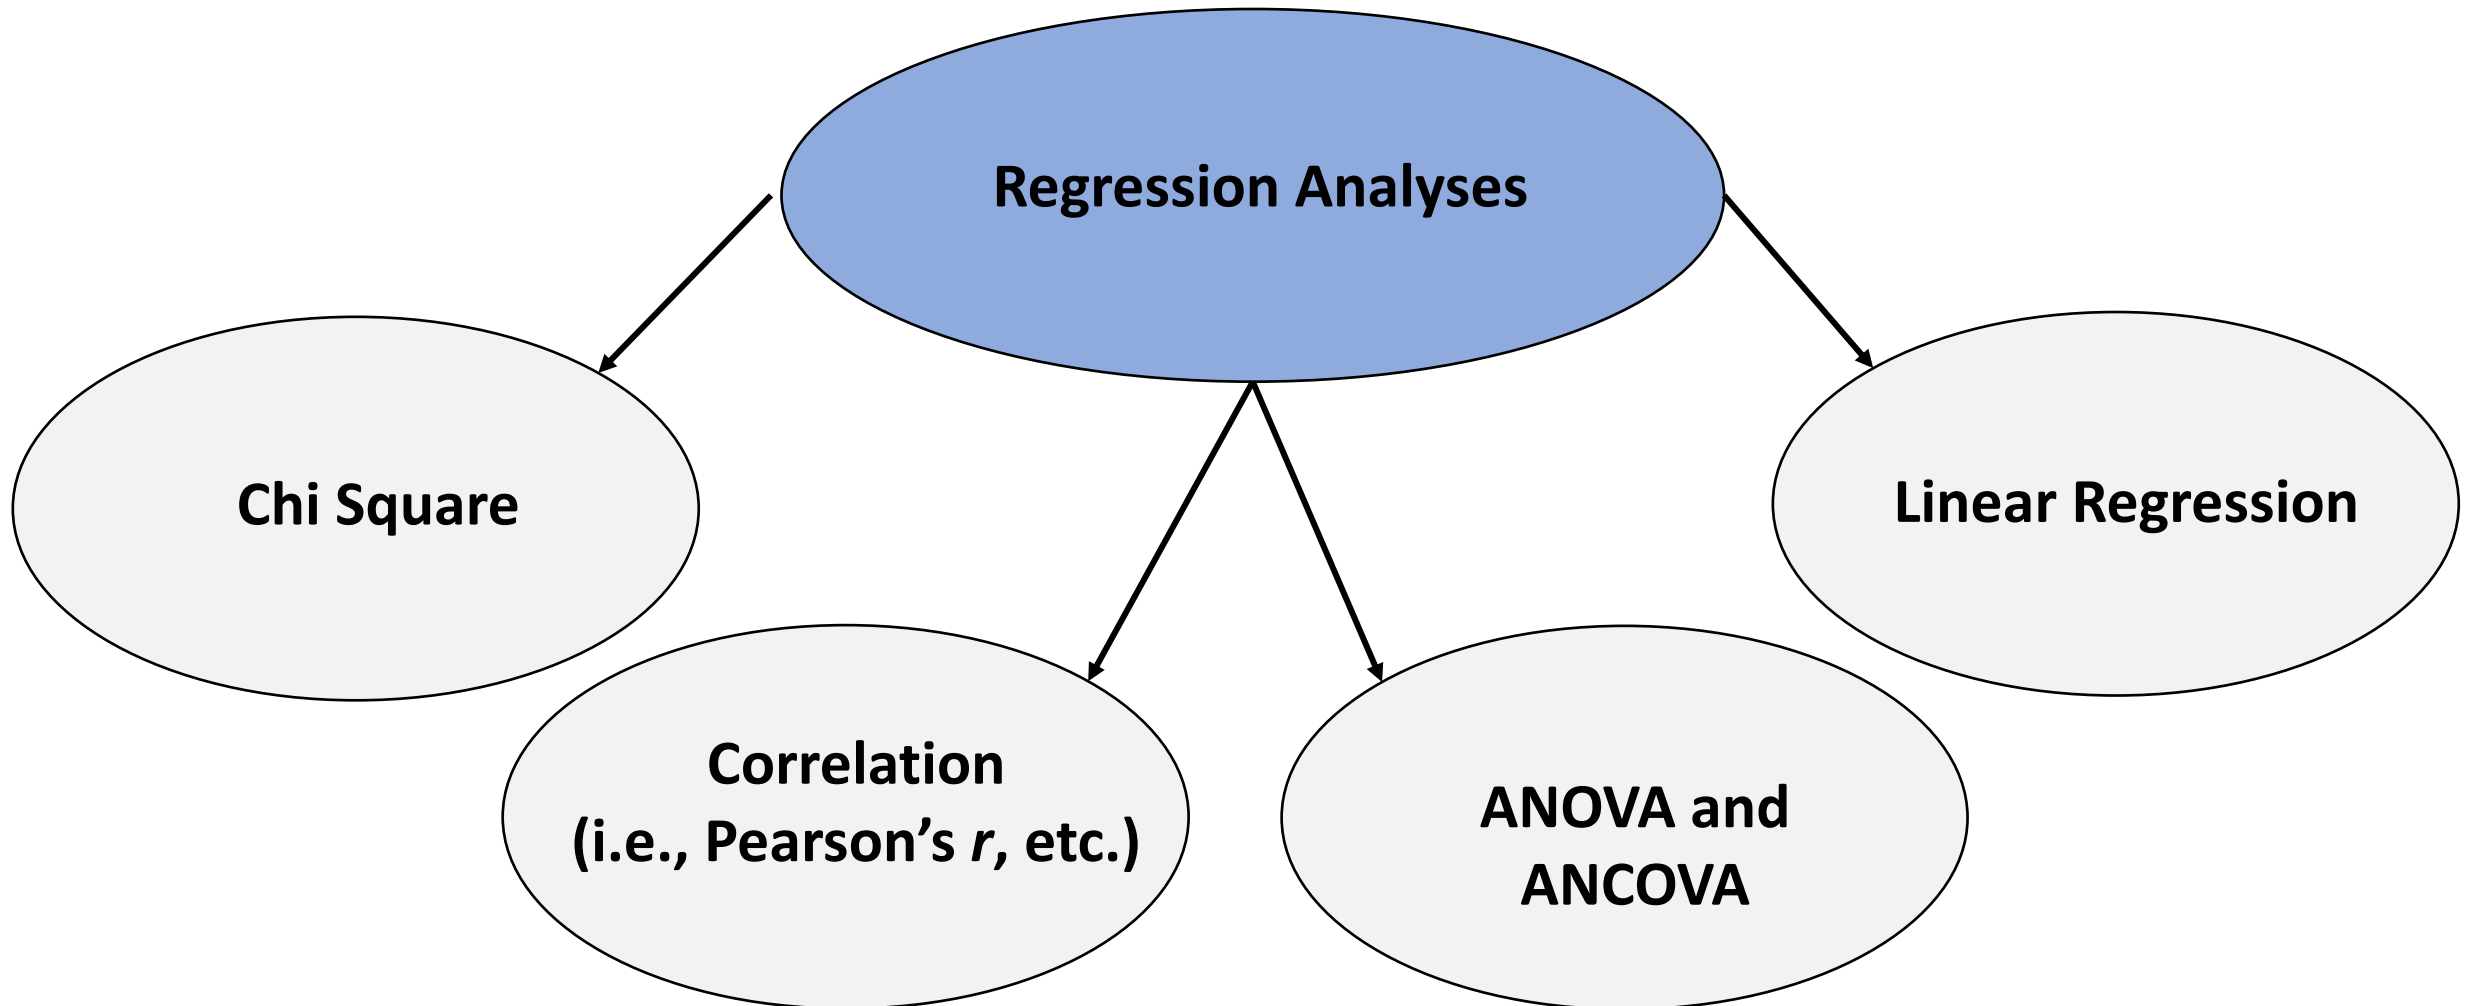 Regression Analyses
Chi Square
Linear Regression
Correlation
(i.e., Pearson’s r, etc.)
ANOVA and
ANCOVA